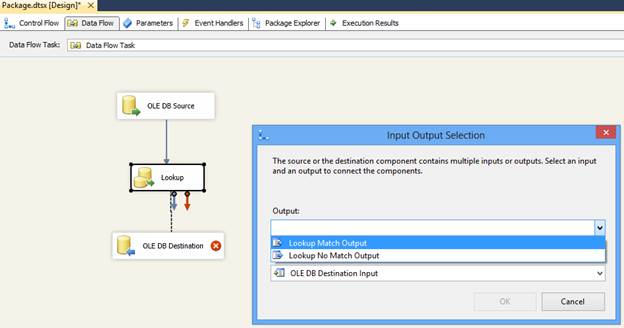 Package.dtsx [Design]*
Control Flow Data Flow Parameters Event Handlers Package Explorer Execution Results
Data Flow Task: Data Flow Task
OLE DB Source
Lookup
OLE DB Destination
Input Output Selection
The source or the destination component contains multiple inputs or outputs. Select an input
and an output to connect the components.
Output:
Lookup Match Output
Lookup No Match Output
OLE DB Destination Input
OK Cancel